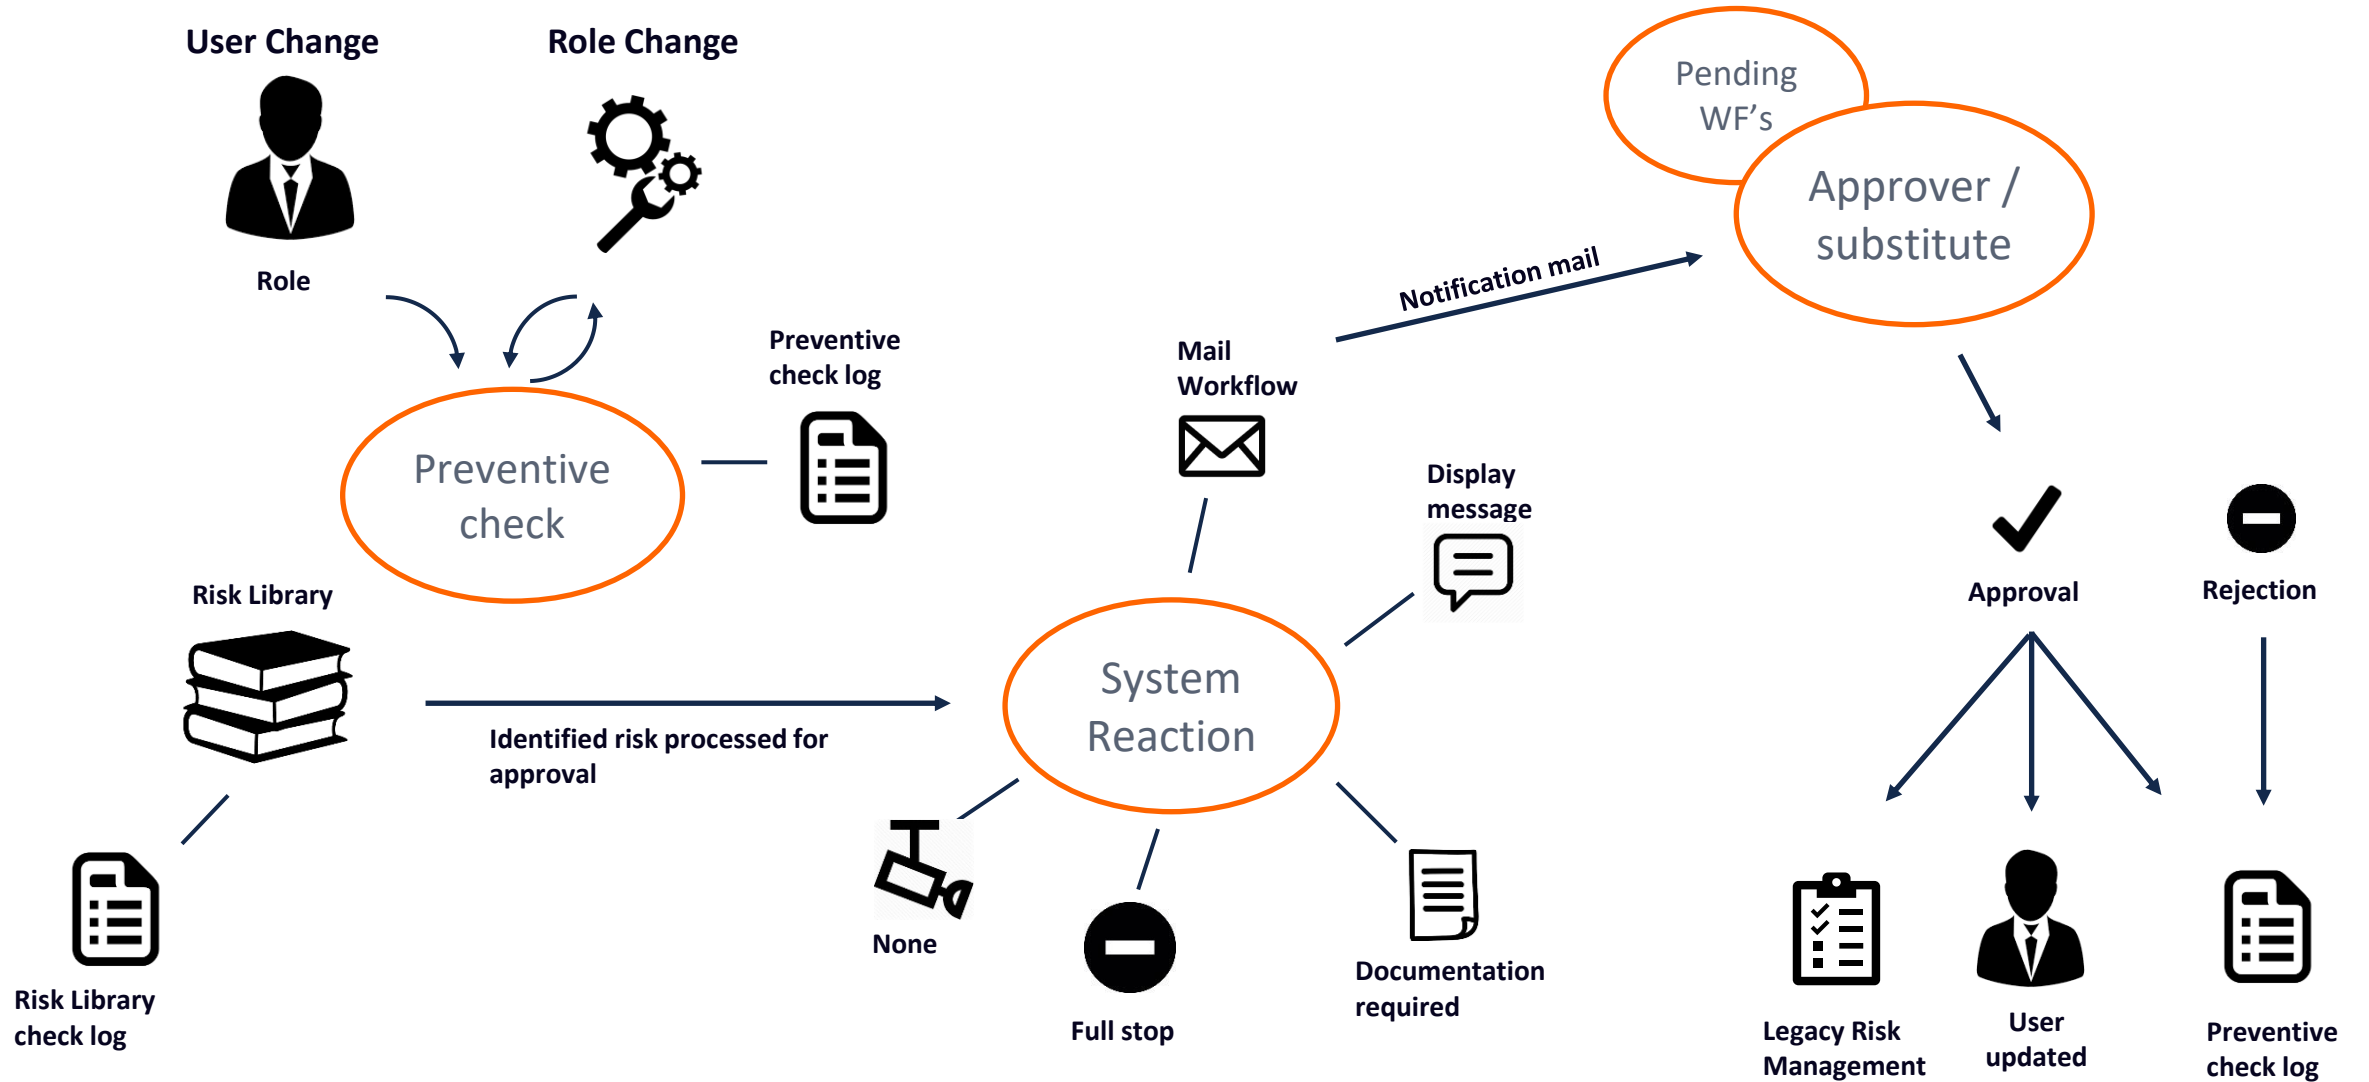 User Change
Role Change
Role
Preventive
check log
Preventive
check
Risk Library
Identified risk processed for
approval
Risk Library
check log
Mail
Workflow
Notification mail
Pending
WF's
Approver /
substitute
Display
message
System
Reaction
None
Full stop
Documentation
required
Approval
Rejection
Legacy Risk
Management
User
updated
Preventive
check log